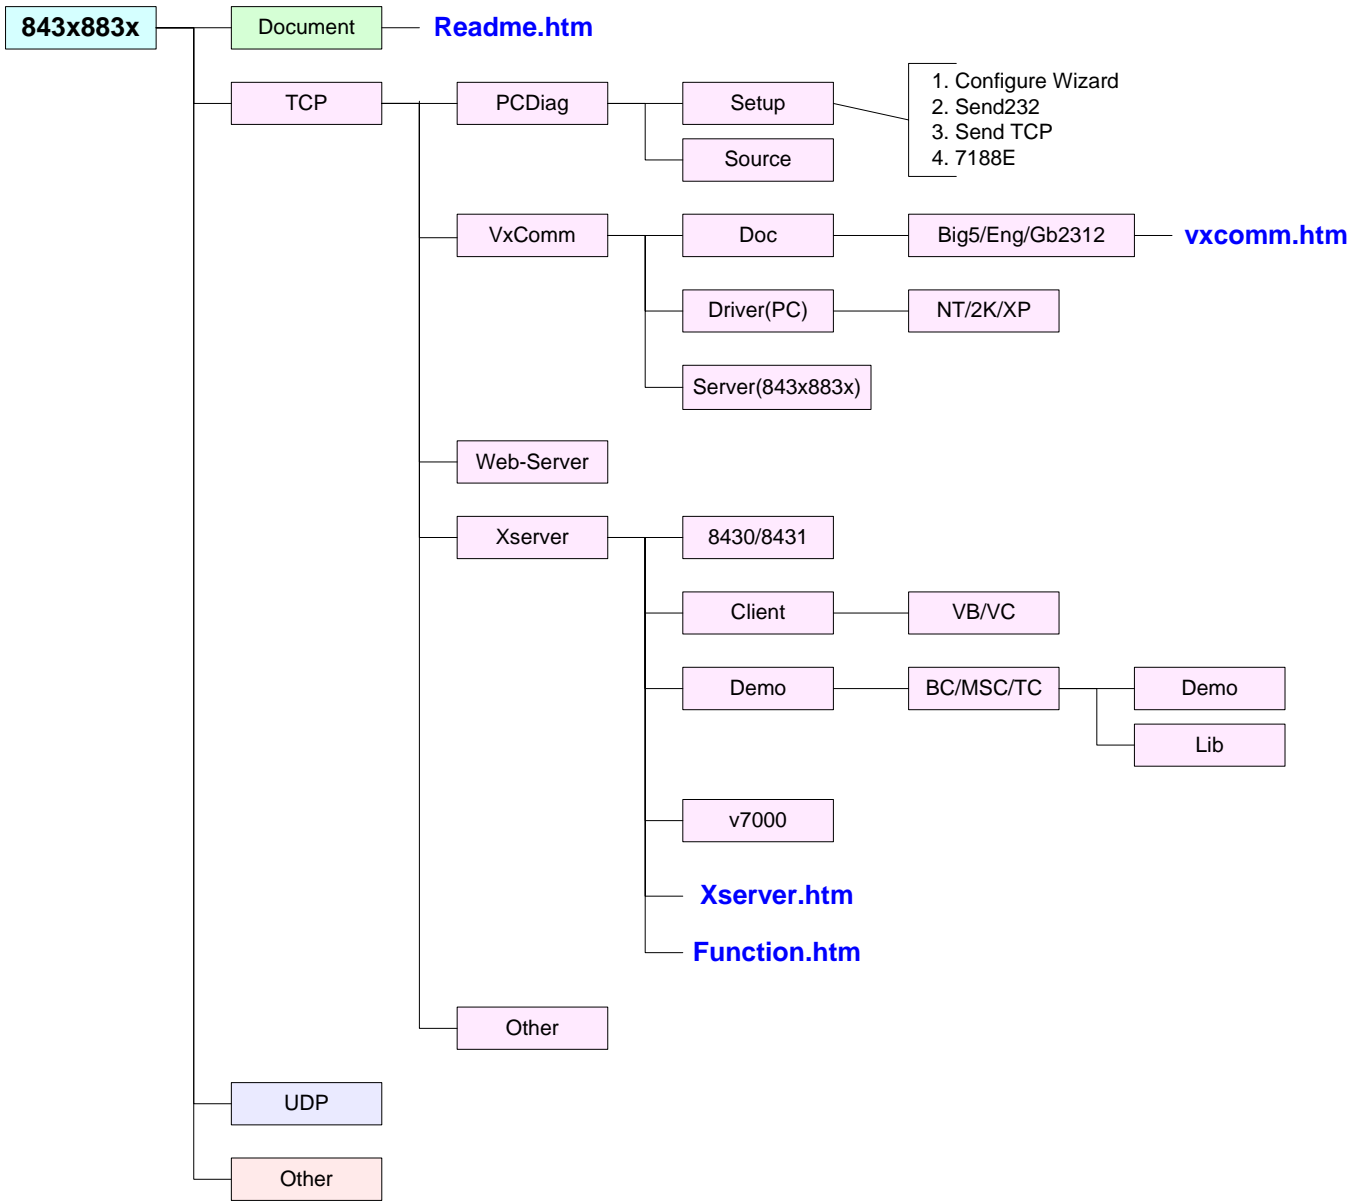 843x883x
Document
Readme.htm
TCP
PCDiag
Setup
1. Configure Wizard
2. Send232
3. Send TCP
4. 7188E
Source
VxComm
Doc
Big5/Eng/Gb2312
vxcomm.htm
Driver(PC)
NT/2K/XP
Server(843x883x)
Web-Server
Xserver
8430/8431
Client
VB/VC
Demo
BC/MSC/TC
Demo
Lib
v7000
Xserver.htm
Function.htm
Other
UDP
Other